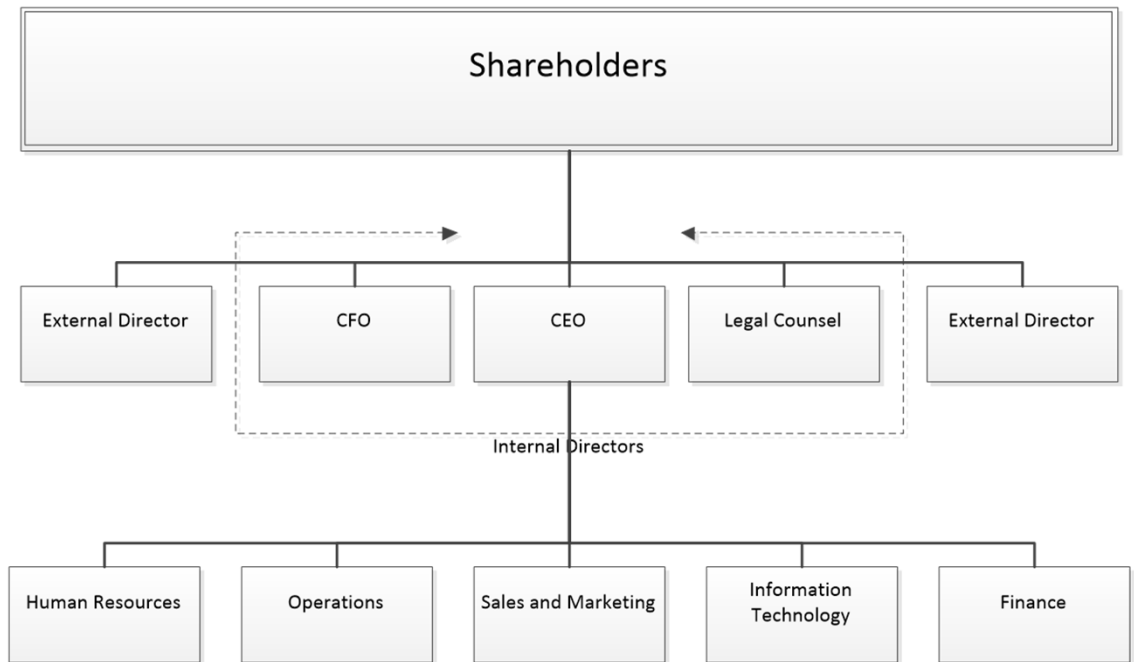 Shareholders
External Director
CFO
CEO
Legal Counsel
External Director
Internal Directors
Human Resources
Operations
Sales and Marketing
Information
Technology
Finance